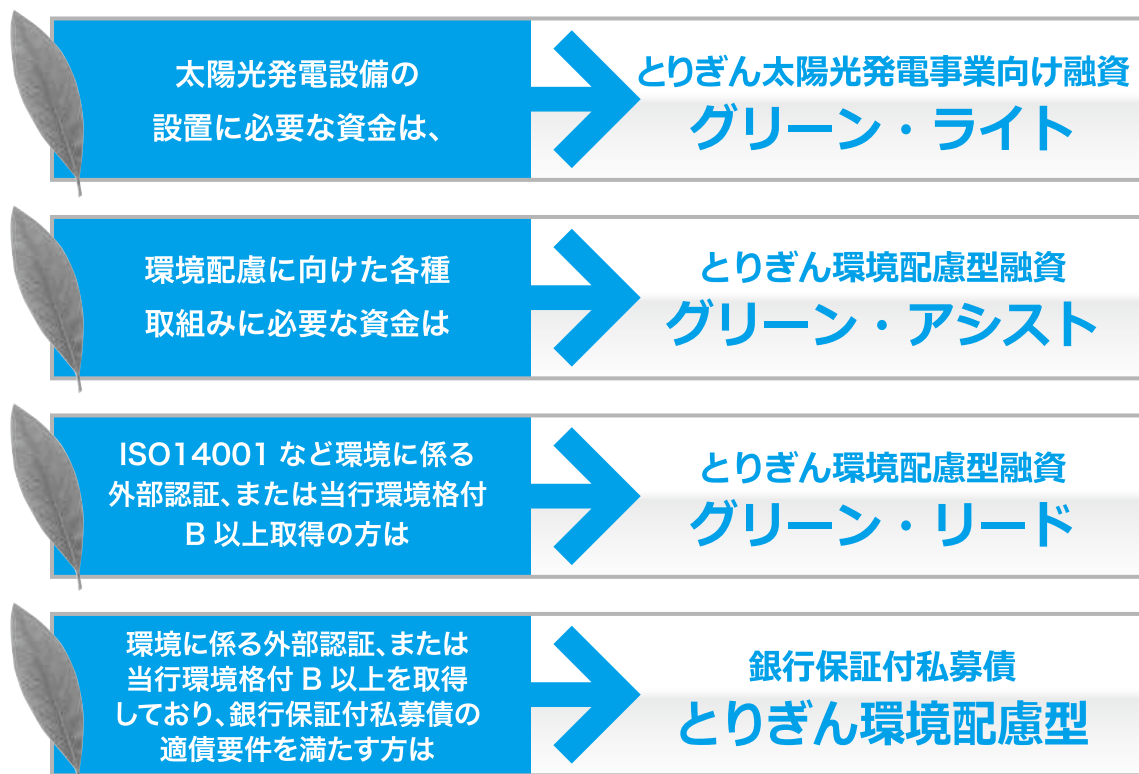 太陽光発電設備の
設置に必要な資金は、
とりぎん太陽光発電事業向け融資
グリーン・ライト
環境配慮に向けた各種
取組みに必要な資金は
とりぎん環境配慮型融資
グリーン・アシスト
ISO14001 など環境に係る
外部認証、または当行環境格付
B 以上取得の方は
とりぎん環境配慮型融資
グリーン・リード
環境に係る外部認証、または
当行環境格付 B 以上を取得
しており、銀行保証付私募債の
適債要件を満たす方は
銀行保証付私募債
とりぎん環境配慮型